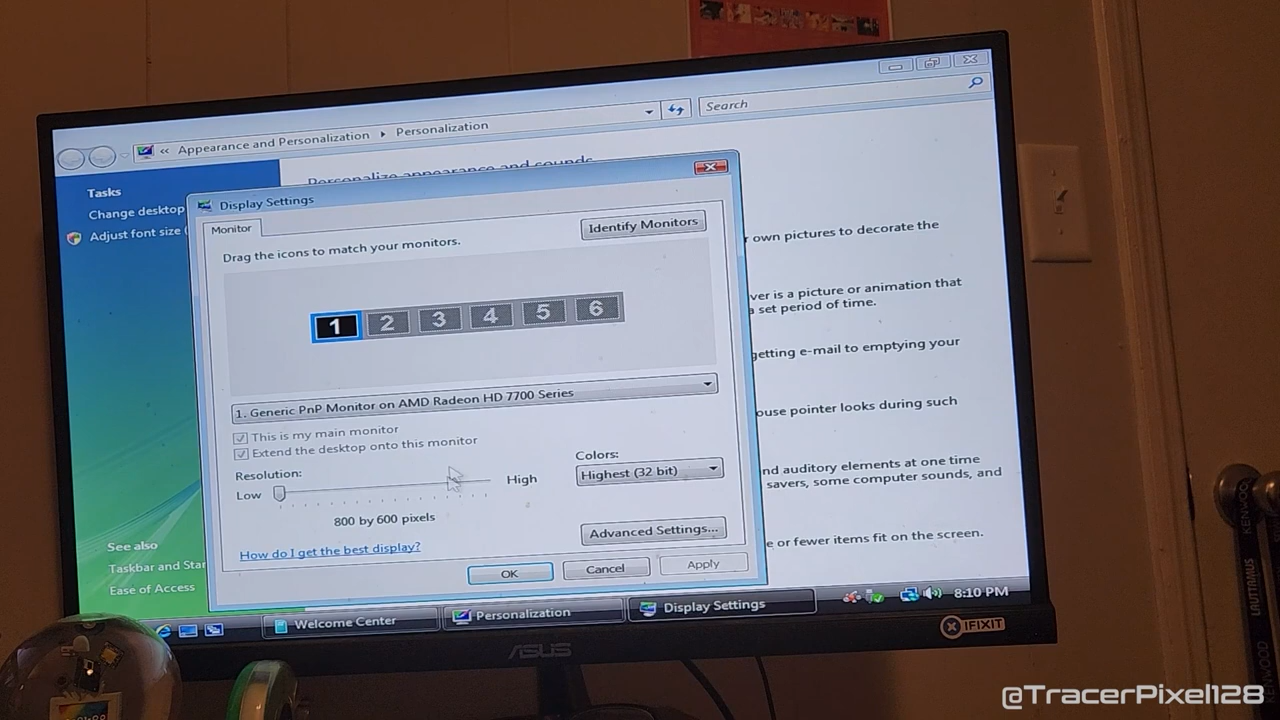 « Appearance and Personalization ▸ Personalization
Search
Tasks
Change desktop
Adjust font size (
Personalize appearance and sounds
Display Settings
Monitor
Drag the icons to match your monitors.
Identify Monitors
1 2 3 4 5 6
1. Generic PnP Monitor on AMD Radeon HD 7700 Series
This is my main monitor
Extend the desktop onto this monitor
Resolution:
Low
High
800 by 600 pixels
Colors:
Highest (32 bit)
How do I get the best display?
Advanced Settings...
OK
Cancel
Apply
r own pictures to decorate the
ver is a picture or animation that
a set period of time.
getting e-mail to emptying your
ouse pointer looks during such
nd auditory elements at one time
savers, some computer sounds, and
e or fewer items fit on the screen.
See also
Taskbar and Star
Ease of Access
Welcome Center
Personalization
Display Settings
8:10 PM
ASUS
IFIXIT
KENWOOD
LAUTTAMUS
KENWOOD
@TracerPixel128